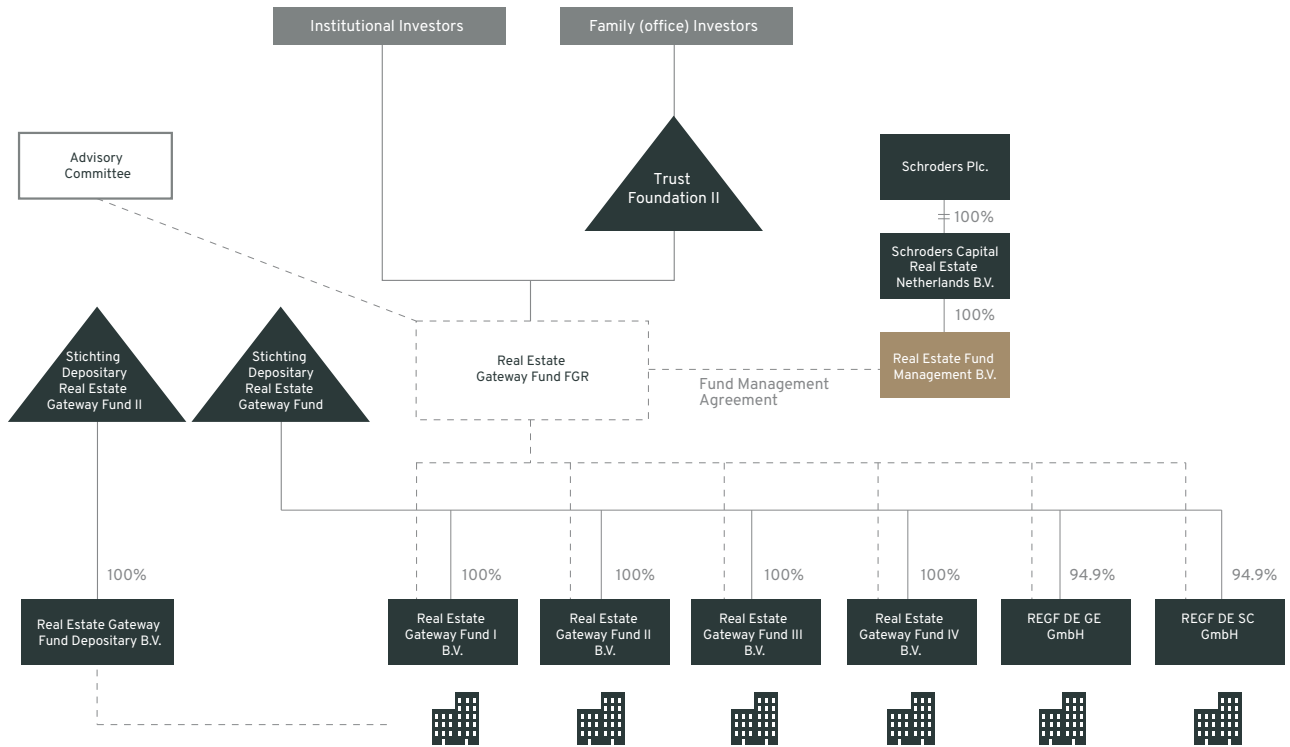 Institutional Investors
Family (office) Investors
Advisory
Committee
Trust
Foundation II
Schroders Plc.
100%
Schroders Capital
Real Estate
Netherlands B.V.
100%
Real Estate Fund
Management B.V.
Stichting
Depositary
Real Estate
Gateway Fund II
Stichting
Depositary
Real Estate
Gateway Fund
Real Estate
Gateway Fund FGR
Fund Management
Agreement
100%
100%
100%
100%
100%
94.9%
94.9%
Real Estate Gateway
Fund Depositary B.V.
Real Estate
Gateway Fund I
B.V.
Real Estate
Gateway Fund II
B.V.
Real Estate
Gateway Fund III
B.V.
Real Estate
Gateway Fund IV
B.V.
REGF DE GE
GmbH
REGF DE SC
GmbH